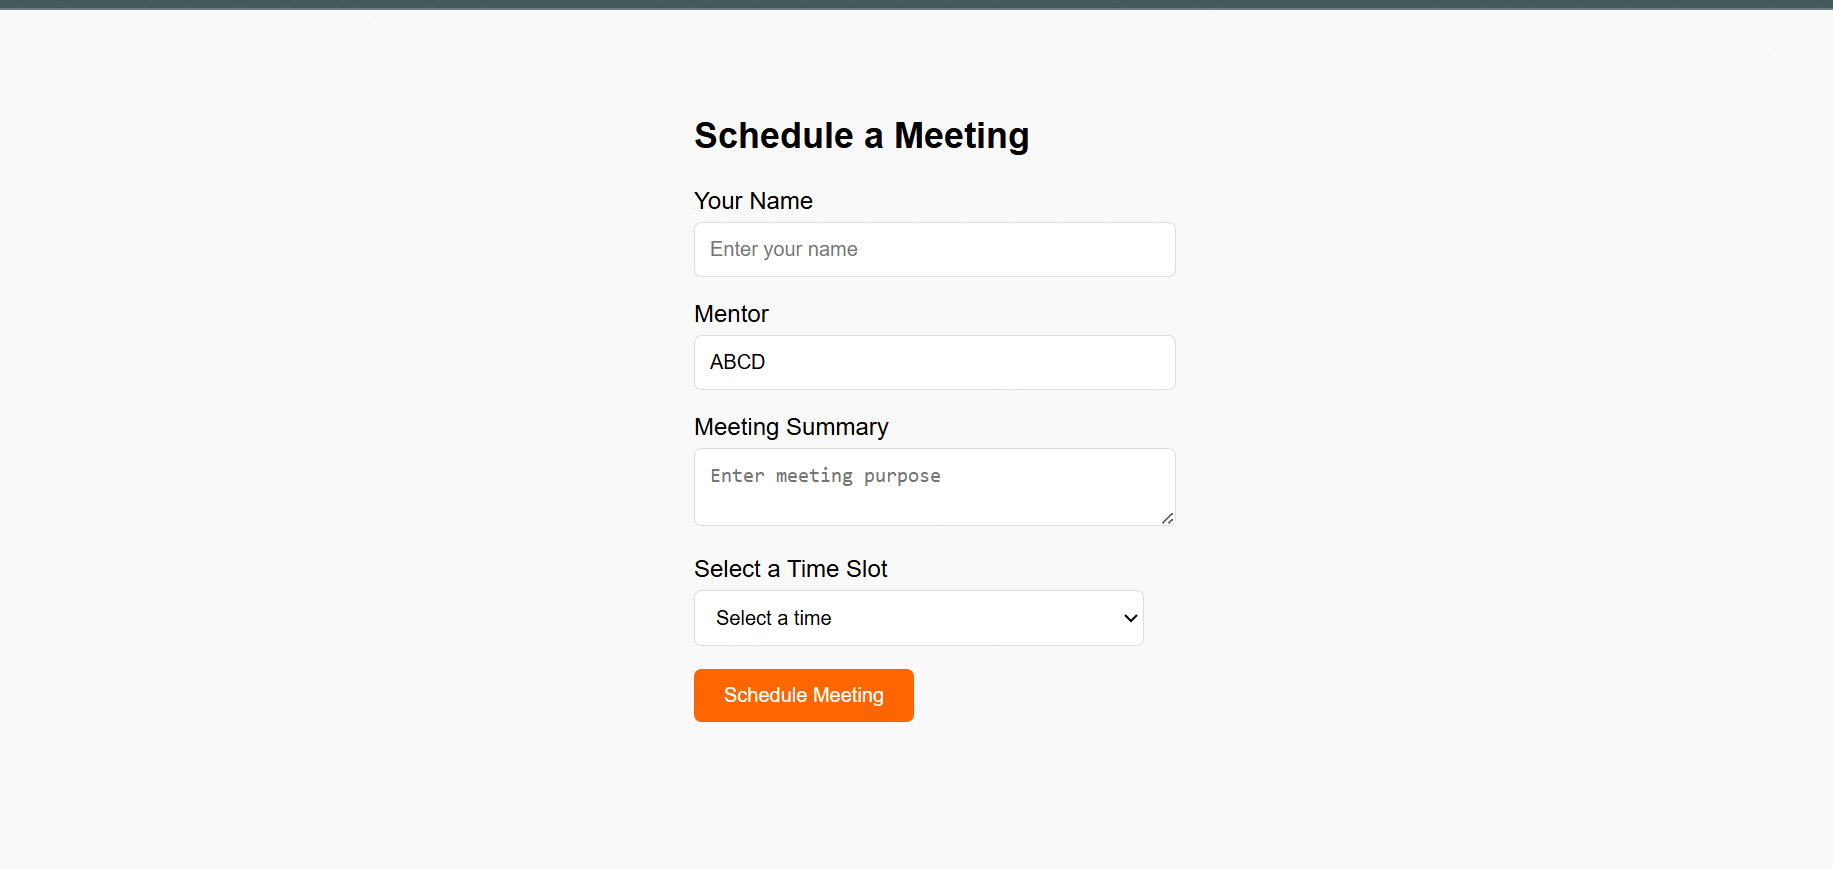 Schedule a Meeting
Your Name
Enter your name
Mentor
ABCD
Meeting Summary
Enter meeting purpose
Select a Time Slot
Select a time
Schedule Meeting